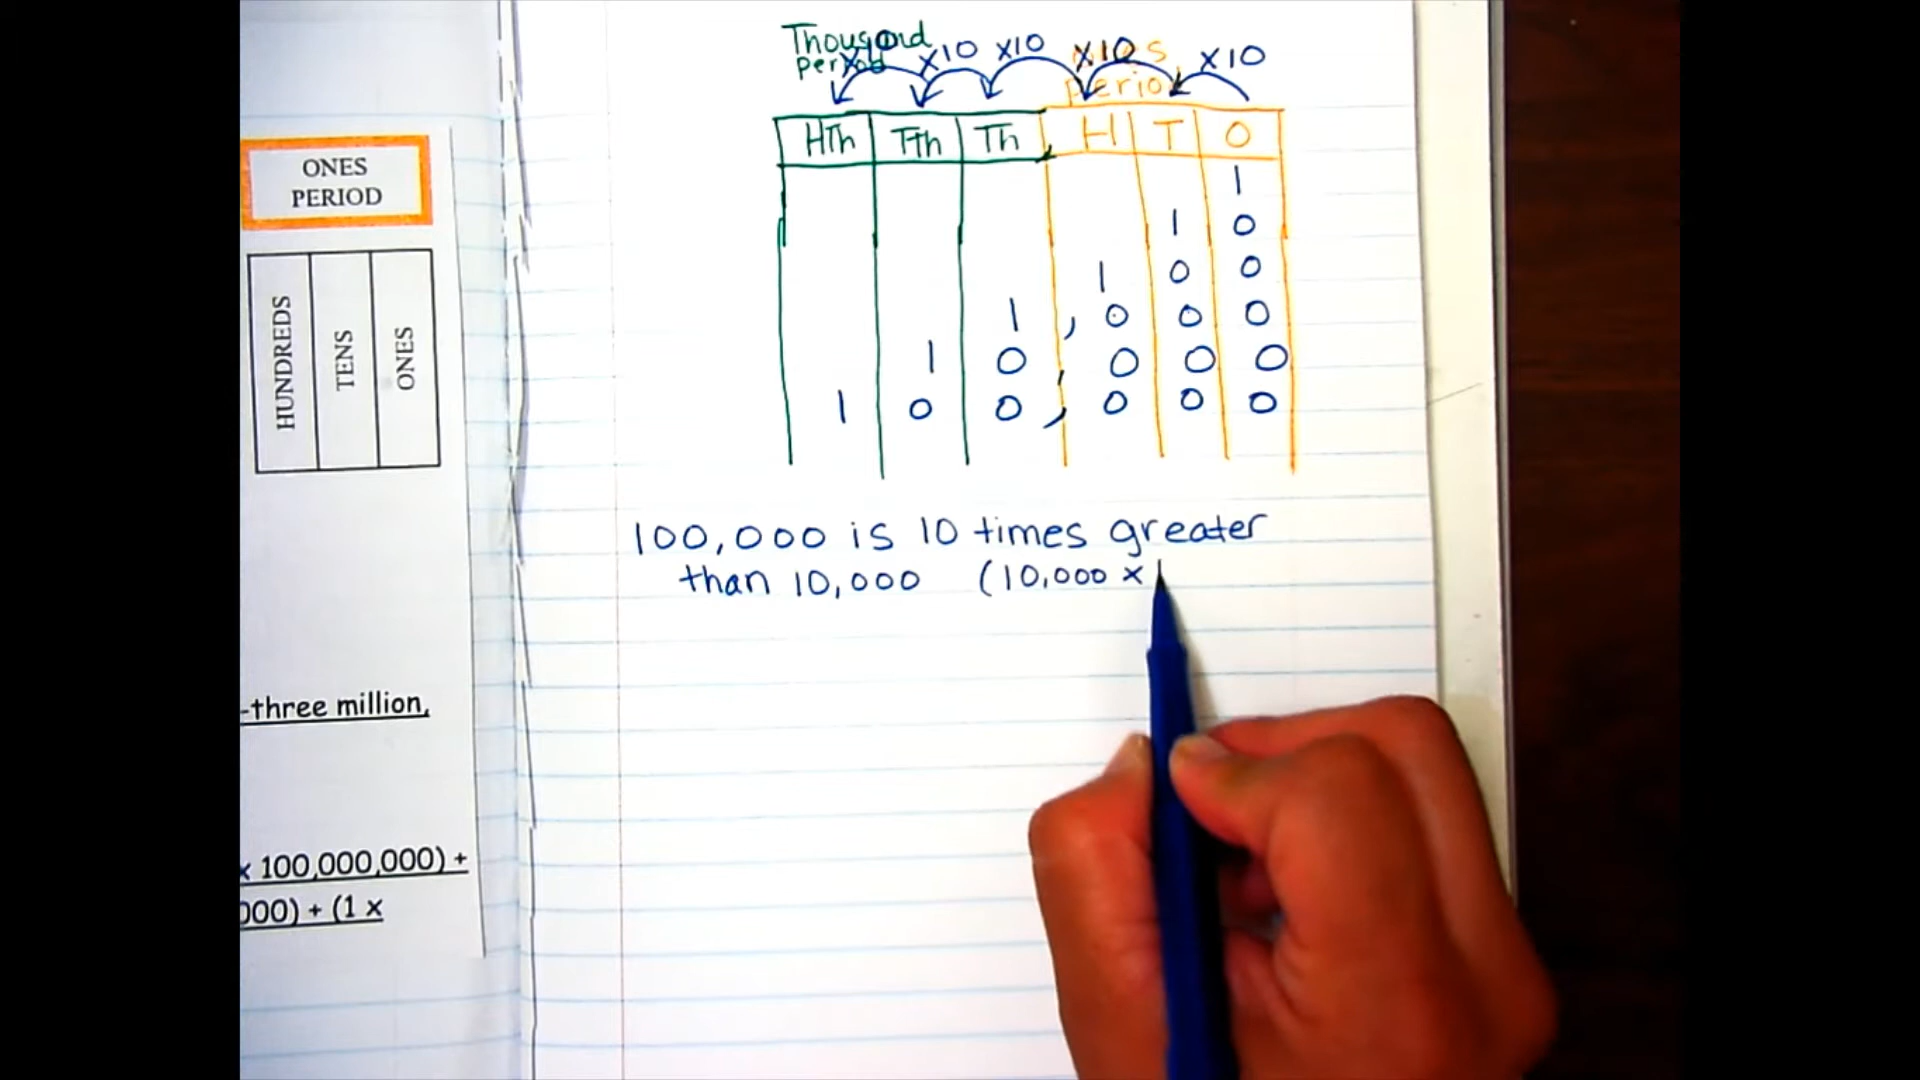 ONES
PERIOD
HUNDREDS
TENS
ONES
-three million,
x 100,000,000) +
000) + (1 x
Thousand
period
period
x10 x10 x10 x10
HTh Tth Th H T O
1
1 0
1 0 0
1 , 0 0 0
1 0 , 0 0 0
1 0 0 , 0 0 0
100,000 is 10 times greater
than 10,000 (10,000 x